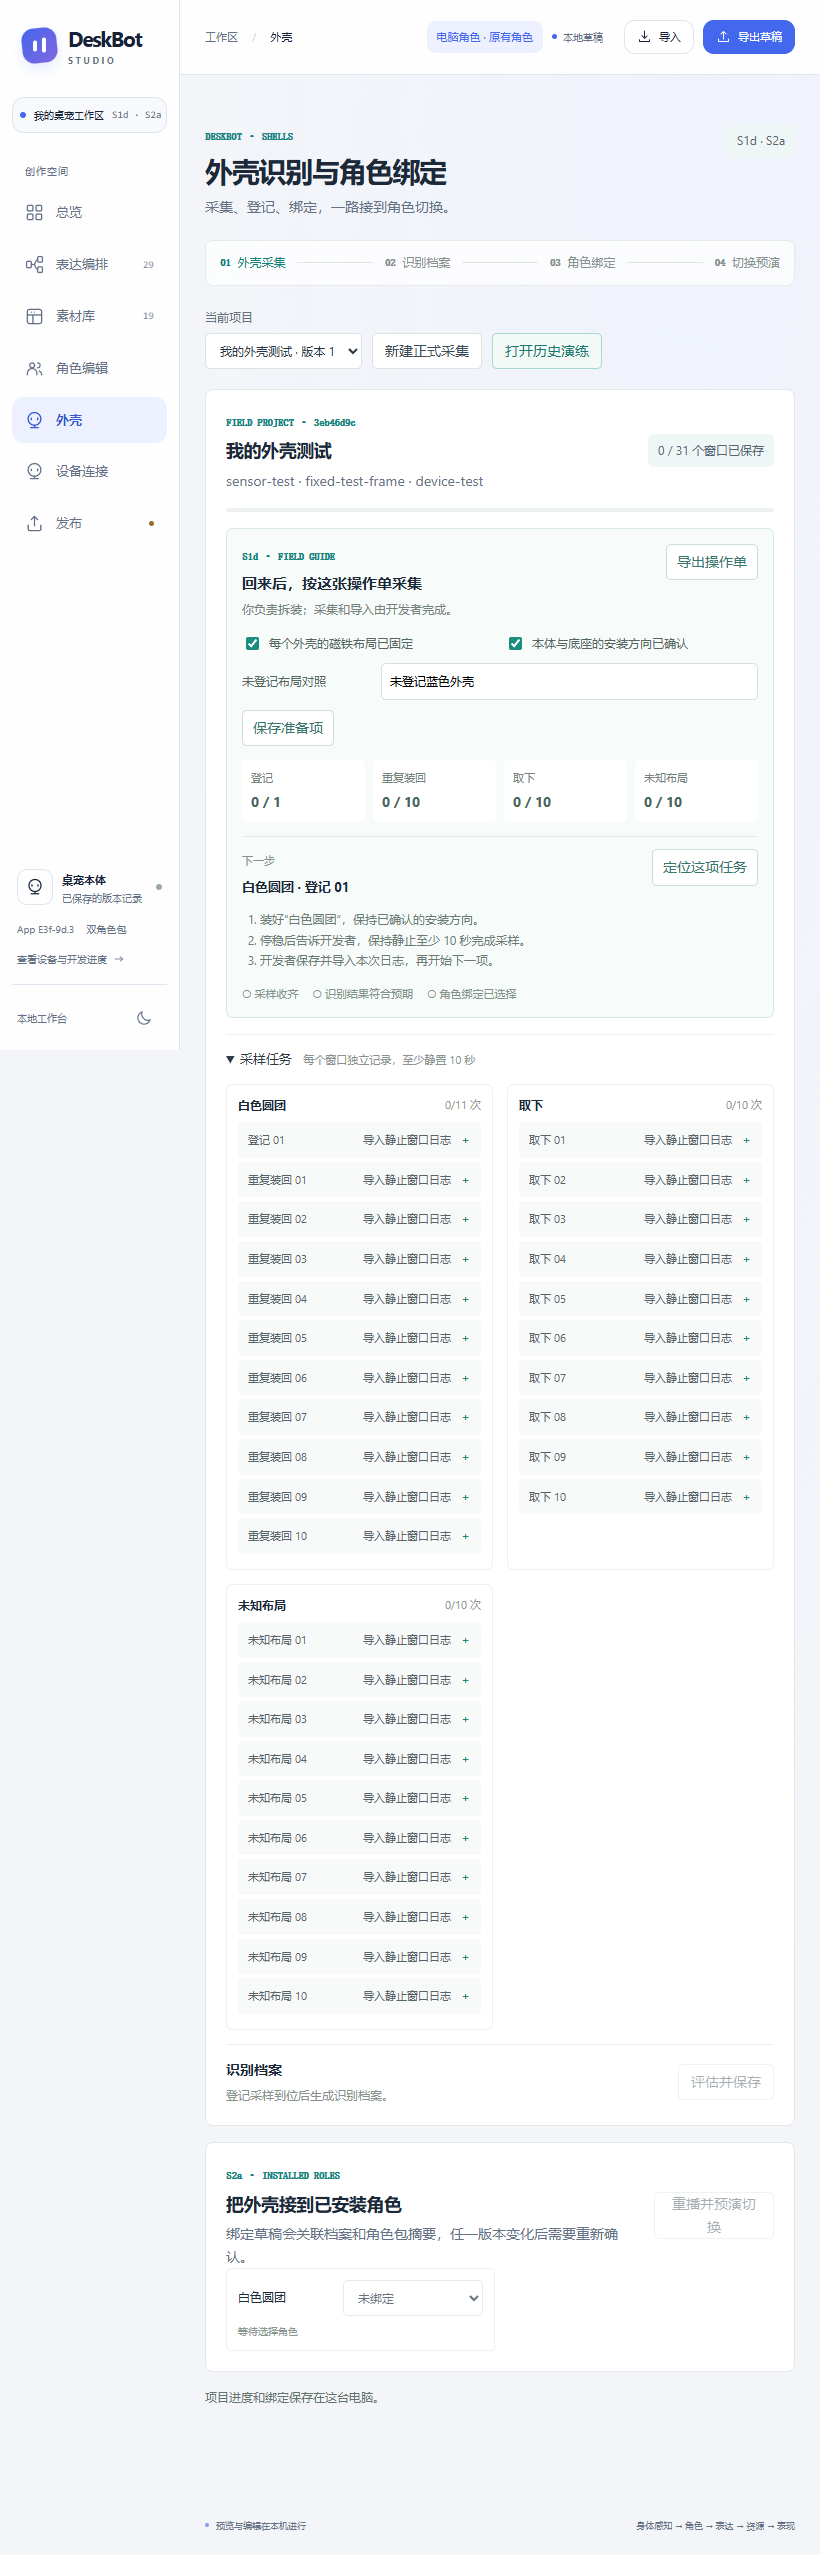 DeskBot
STUDIO
我的桌宠工作区 S1d · S2a
创作空间
总览
表达编排 29
素材库 19
角色编辑
外壳
设备连接
发布
桌宠本体
已保存的版本记录
App E3f-9d.3 双角色包
查看设备与开发进度 →
本地工作台
工作区 / 外壳
电脑角色 · 原有角色
本地草稿
导入
导出草稿
DESKBOT · SHELLS
S1d · S2a
外壳识别与角色绑定
采集、登记、绑定，一路接到角色切换。
01 外壳采集
02 识别档案
03 角色绑定
04 切换预演
当前项目
我的外壳测试 · 版本 1
新建正式采集
打开历史演练
FIELD PROJECT · 3eb46d9c
我的外壳测试
0 / 31 个窗口已保存
sensor-test · fixed-test-frame · device-test
S1d · FIELD GUIDE
导出操作单
回来后，按这张操作单采集
你负责拆装；采集和导入由开发者完成。
每个外壳的磁铁布局已固定
本体与底座的安装方向已确认
未登记布局对照
未登记蓝色外壳
保存准备项
登记
0 / 1
重复装回
0 / 10
取下
0 / 10
未知布局
0 / 10
下一步
定位这项任务
白色圆团 · 登记 01
1. 装好“白色圆团”，保持已确认的安装方向。
2. 停稳后告诉开发者，保持静止至少 10 秒完成采样。
3. 开发者保存并导入本次日志，再开始下一项。
○ 采样收齐 ○ 识别结果符合预期 ○ 角色绑定已选择
▼ 采样任务 每个窗口独立记录，至少静置 10 秒
白色圆团 0/11 次
登记 01 导入静止窗口日志 +
重复装回 01 导入静止窗口日志 +
重复装回 02 导入静止窗口日志 +
重复装回 03 导入静止窗口日志 +
重复装回 04 导入静止窗口日志 +
重复装回 05 导入静止窗口日志 +
重复装回 06 导入静止窗口日志 +
重复装回 07 导入静止窗口日志 +
重复装回 08 导入静止窗口日志 +
重复装回 09 导入静止窗口日志 +
重复装回 10 导入静止窗口日志 +
取下 0/10 次
取下 01 导入静止窗口日志 +
取下 02 导入静止窗口日志 +
取下 03 导入静止窗口日志 +
取下 04 导入静止窗口日志 +
取下 05 导入静止窗口日志 +
取下 06 导入静止窗口日志 +
取下 07 导入静止窗口日志 +
取下 08 导入静止窗口日志 +
取下 09 导入静止窗口日志 +
取下 10 导入静止窗口日志 +
未知布局 0/10 次
未知布局 01 导入静止窗口日志 +
未知布局 02 导入静止窗口日志 +
未知布局 03 导入静止窗口日志 +
未知布局 04 导入静止窗口日志 +
未知布局 05 导入静止窗口日志 +
未知布局 06 导入静止窗口日志 +
未知布局 07 导入静止窗口日志 +
未知布局 08 导入静止窗口日志 +
未知布局 09 导入静止窗口日志 +
未知布局 10 导入静止窗口日志 +
识别档案
登记采样到位后生成识别档案。
评估并保存
S2a · INSTALLED ROLES
把外壳接到已安装角色
重播并预演切
换
绑定草稿会关联档案和角色包摘要，任一版本变化后需要重新确
认。
白色圆团
未绑定
等待选择角色
项目进度和绑定保存在这台电脑。
预览与编辑在本机进行
身体感知 → 角色 → 表达 → 资源 → 表现